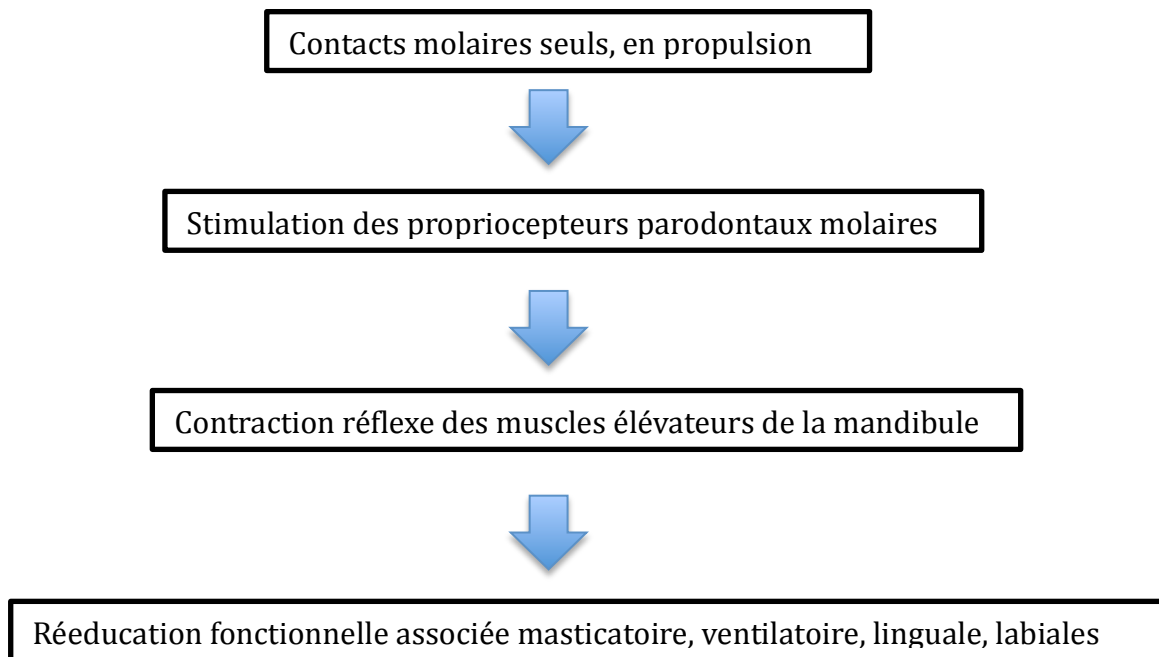 Contacts molaires seuls, en propulsion
Stimulation des propriocepteurs parodontaux molaires
Contraction réflexe des muscles élévateurs de la mandibule
Réeducation fonctionnelle associée masticatoire, ventilatoire, linguale, labiales